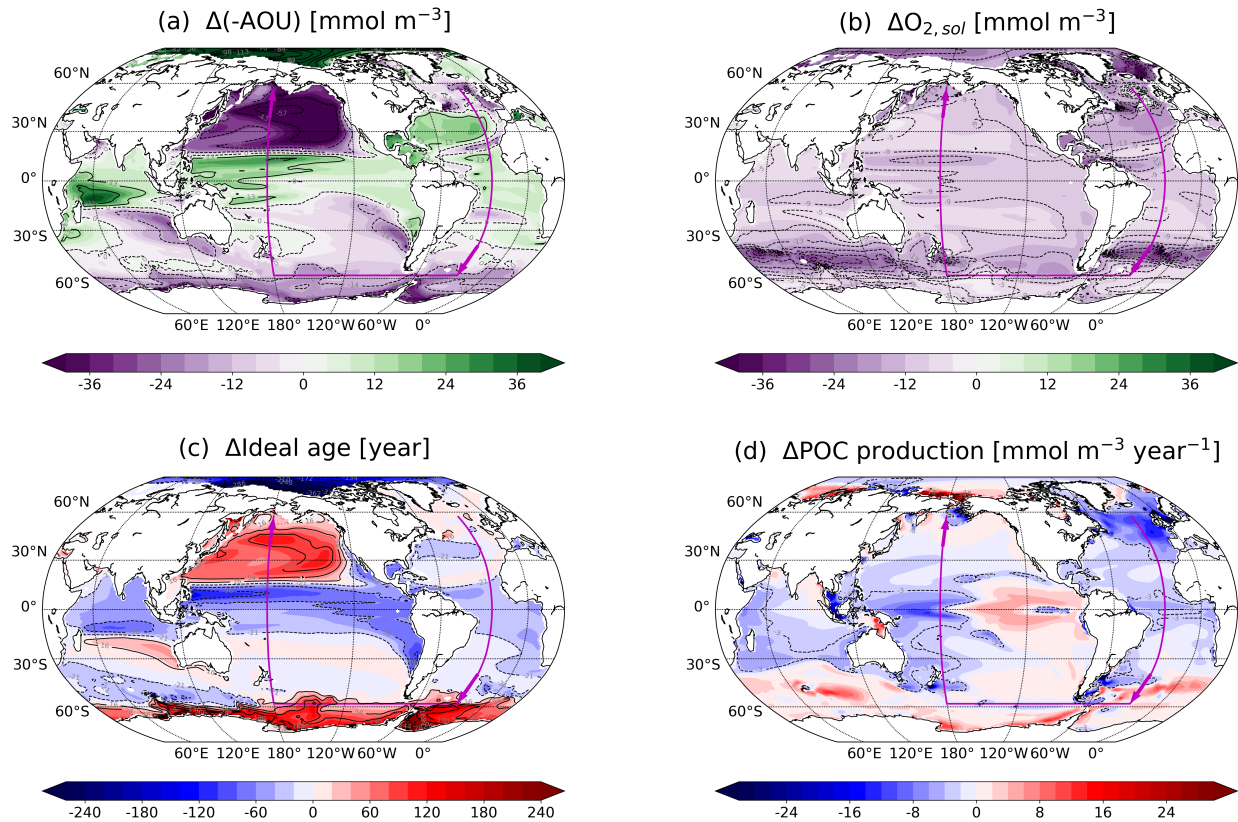 (a) Δ(-AOU) [mmol m⁻³]
60°N
30°N
0°
30°S
60°S
60°E 120°E 180° 120°W 60°W 0°
-36 -24 -12 0 12 24 36
(b) ΔO₂,sol [mmol m⁻³]
60°N
30°N
0°
30°S
60°S
60°E 120°E 180° 120°W 60°W 0°
-36 -24 -12 0 12 24 36
(c) ΔIdeal age [year]
60°N
30°N
0°
30°S
60°S
60°E 120°E 180° 120°W 60°W 0°
-240 -180 -120 -60 0 60 120 180 240
(d) ΔPOC production [mmol m⁻³ year⁻¹]
60°N
30°N
0°
30°S
60°S
60°E 120°E 180° 120°W 60°W 0°
-24 -16 -8 0 8 16 24